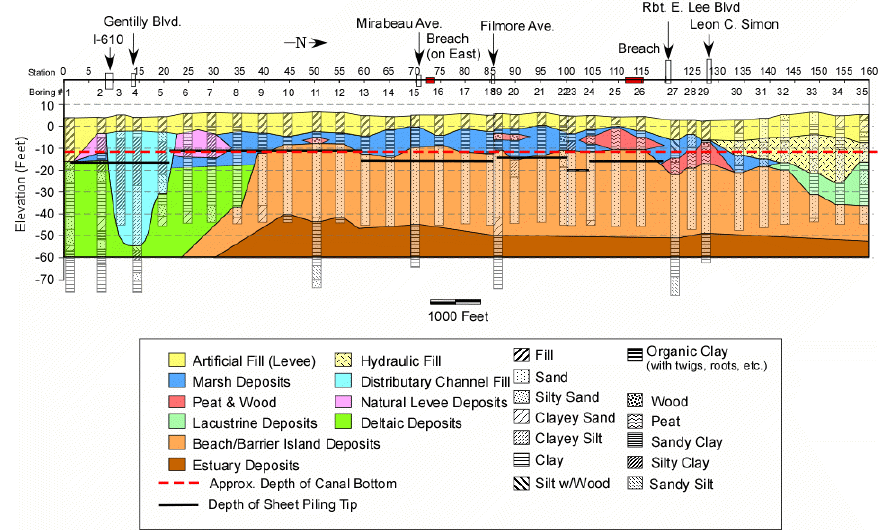 Rbt. E. Lee Blvd
Gentilly Blvd.
Mirabeau Ave.
Filmore Ave.
Leon C. Simon
I-610
–N
Breach
(on East)
Breach
Station 0 5 15 20 25 30 35 40 45 50 55 60 65 70 75 80 85 90 95 100 104 115 125 130 135 140 145 150 155 160
Boring # 1 2 3 4 5 6 7 8 9 10 11 12 13 14 15 16 17 18 19 20 21 22 23 24 25 26 27 28 29 30 31 32 33 34 35
Elevation (Feet)
10
0
-10
-20
-30
-40
-50
-60
-70
1000 Feet
Artificial Fill (Levee)
Marsh Deposits
Peat & Wood
Lacustrine Deposits
Beach/Barrier Island Deposits
Estuary Deposits
Approx. Depth of Canal Bottom
Depth of Sheet Piling Tip
Hydraulic Fill
Distributary Channel Fill
Natural Levee Deposits
Deltaic Deposits
Fill
Sand
Silty Sand
Clayey Sand
Clayey Silt
Clay
Silt w/Wood
Organic Clay
(with twigs, roots, etc.)
Wood
Peat
Sandy Clay
Silty Clay
Sandy Silt